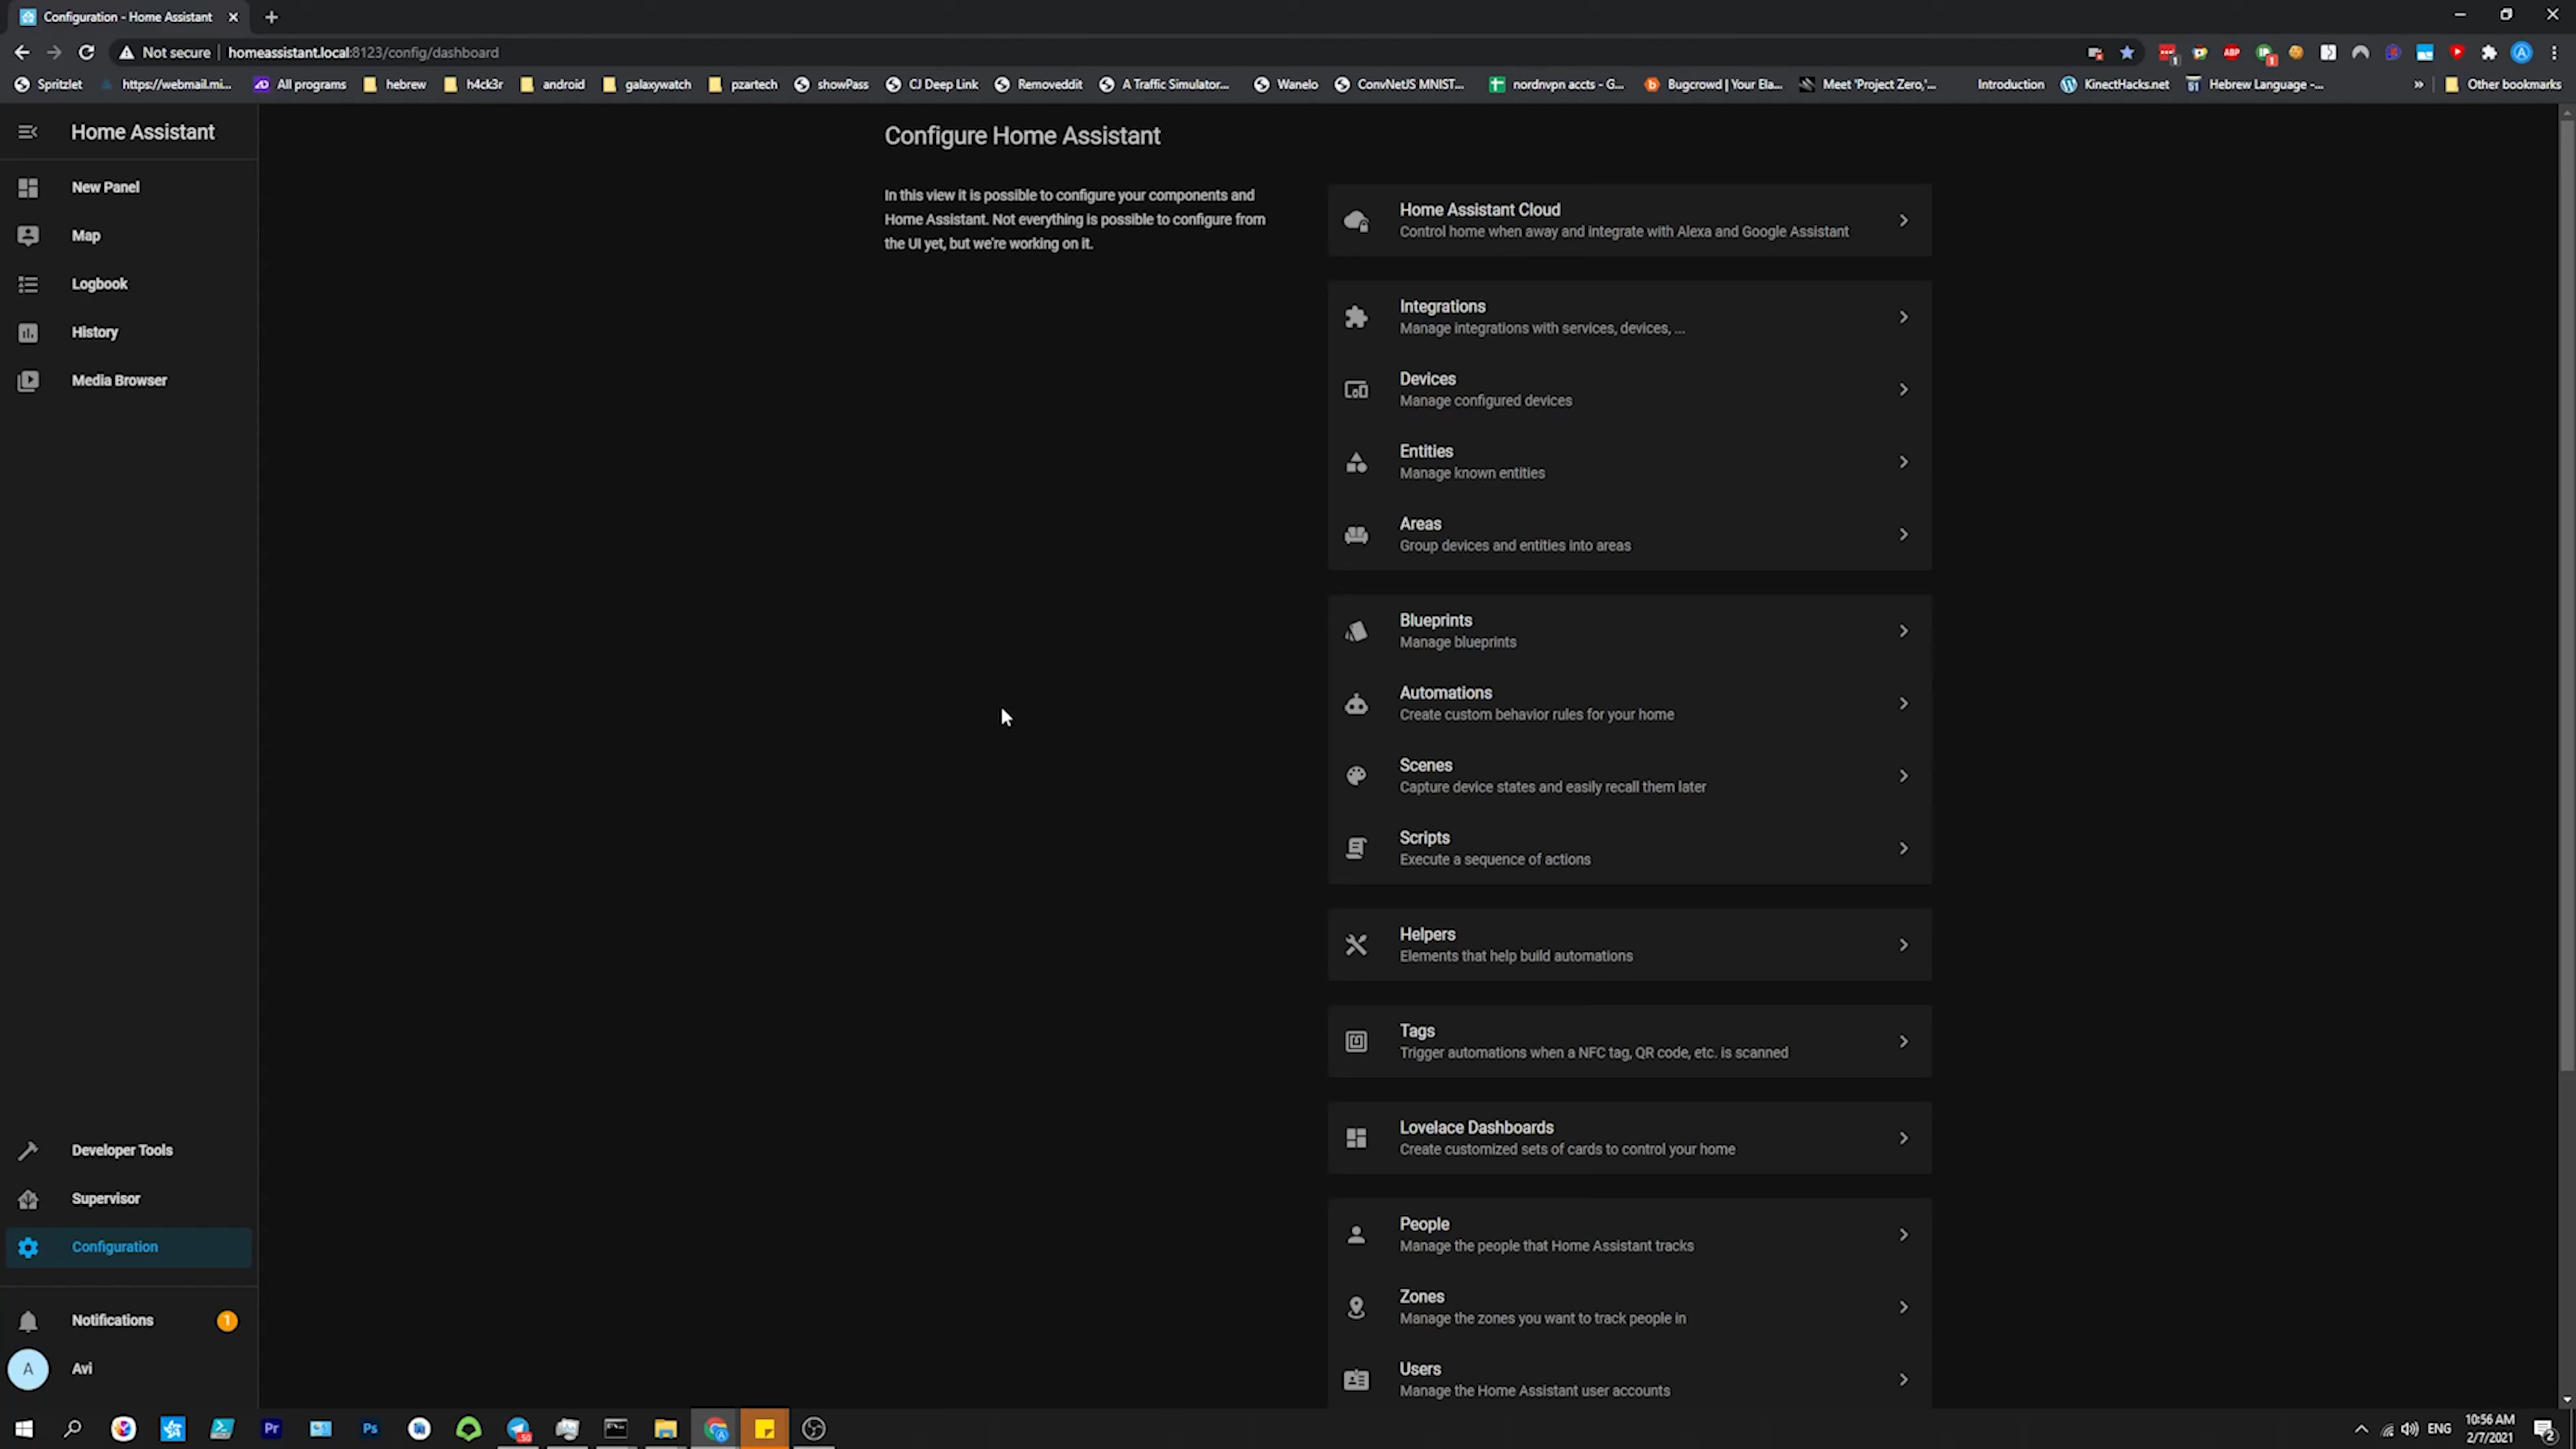 Configuration - Home Assistant
Not secure homeassistant.local:8123/config/dashboard
Spritzlet https://webmail.mi... All programs hebrew h4ck3r android galaxywatch pzartech showPass CJ Deep Link Removeddit A Traffic Simulator... Wanelo ConvNetJS MNIST... nordnvpn accts - G... Bugcrowd | Your Ela... Meet 'Project Zero,'... Introduction KinectHacks.net Hebrew Language -... » Other bookmarks
Home Assistant
New Panel
Map
Logbook
History
Media Browser
Developer Tools
Supervisor
Configuration
Notifications 1
A Avi
Configure Home Assistant
In this view it is possible to configure your components and
Home Assistant. Not everything is possible to configure from
the UI yet, but we're working on it.
Home Assistant Cloud
Control home when away and integrate with Alexa and Google Assistant
Integrations
Manage integrations with services, devices, ...
Devices
Manage configured devices
Entities
Manage known entities
Areas
Group devices and entities into areas
Blueprints
Manage blueprints
Automations
Create custom behavior rules for your home
Scenes
Capture device states and easily recall them later
Scripts
Execute a sequence of actions
Helpers
Elements that help build automations
Tags
Trigger automations when a NFC tag, QR code, etc. is scanned
Lovelace Dashboards
Create customized sets of cards to control your home
People
Manage the people that Home Assistant tracks
Zones
Manage the zones you want to track people in
Users
Manage the Home Assistant user accounts
Pr Ps ENG 10:56 AM
2/7/2021 2